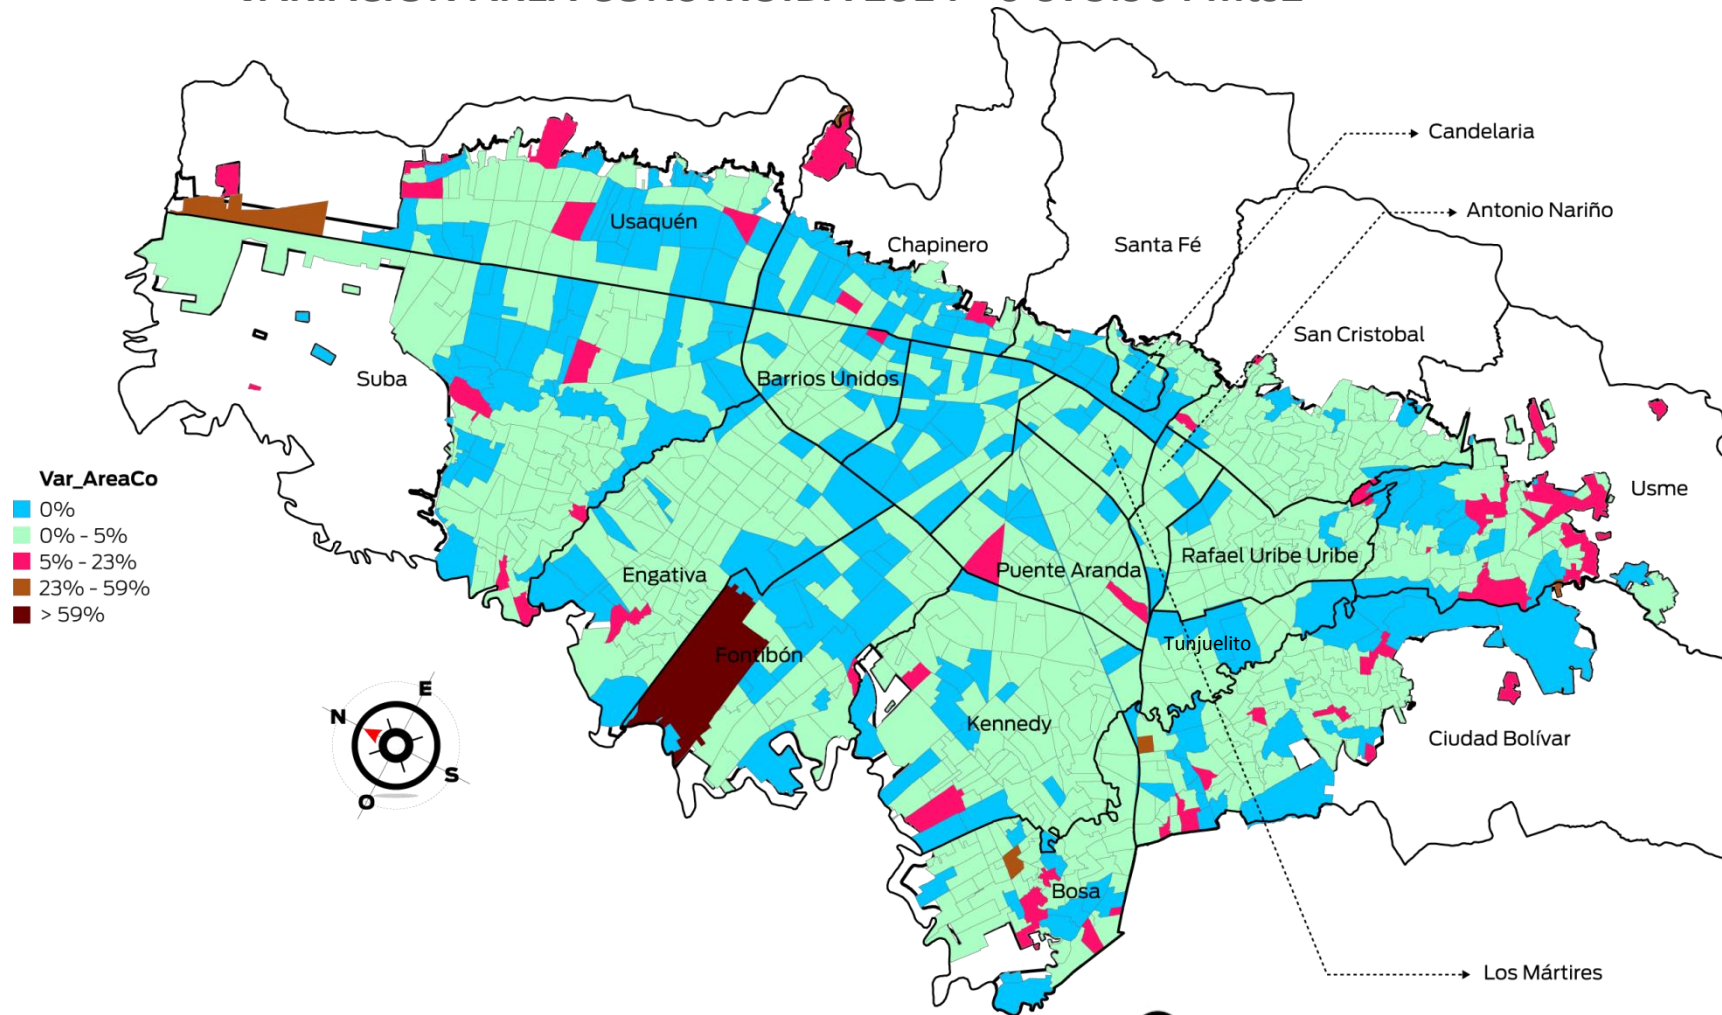 Candelaria
Antonio Nariño
Usaquén
Chapinero
Santa Fé
San Cristobal
Suba
Barrios Unidos
Var_AreaCo
0%
0% - 5%
5% - 23%
23% - 59%
> 59%
Usme
Engativa
Puente Aranda
Rafael Uribe Uribe
Fontibón
Tunjuelito
Kennedy
Ciudad Bolívar
E
N
S
O
Bosa
Los Mártires